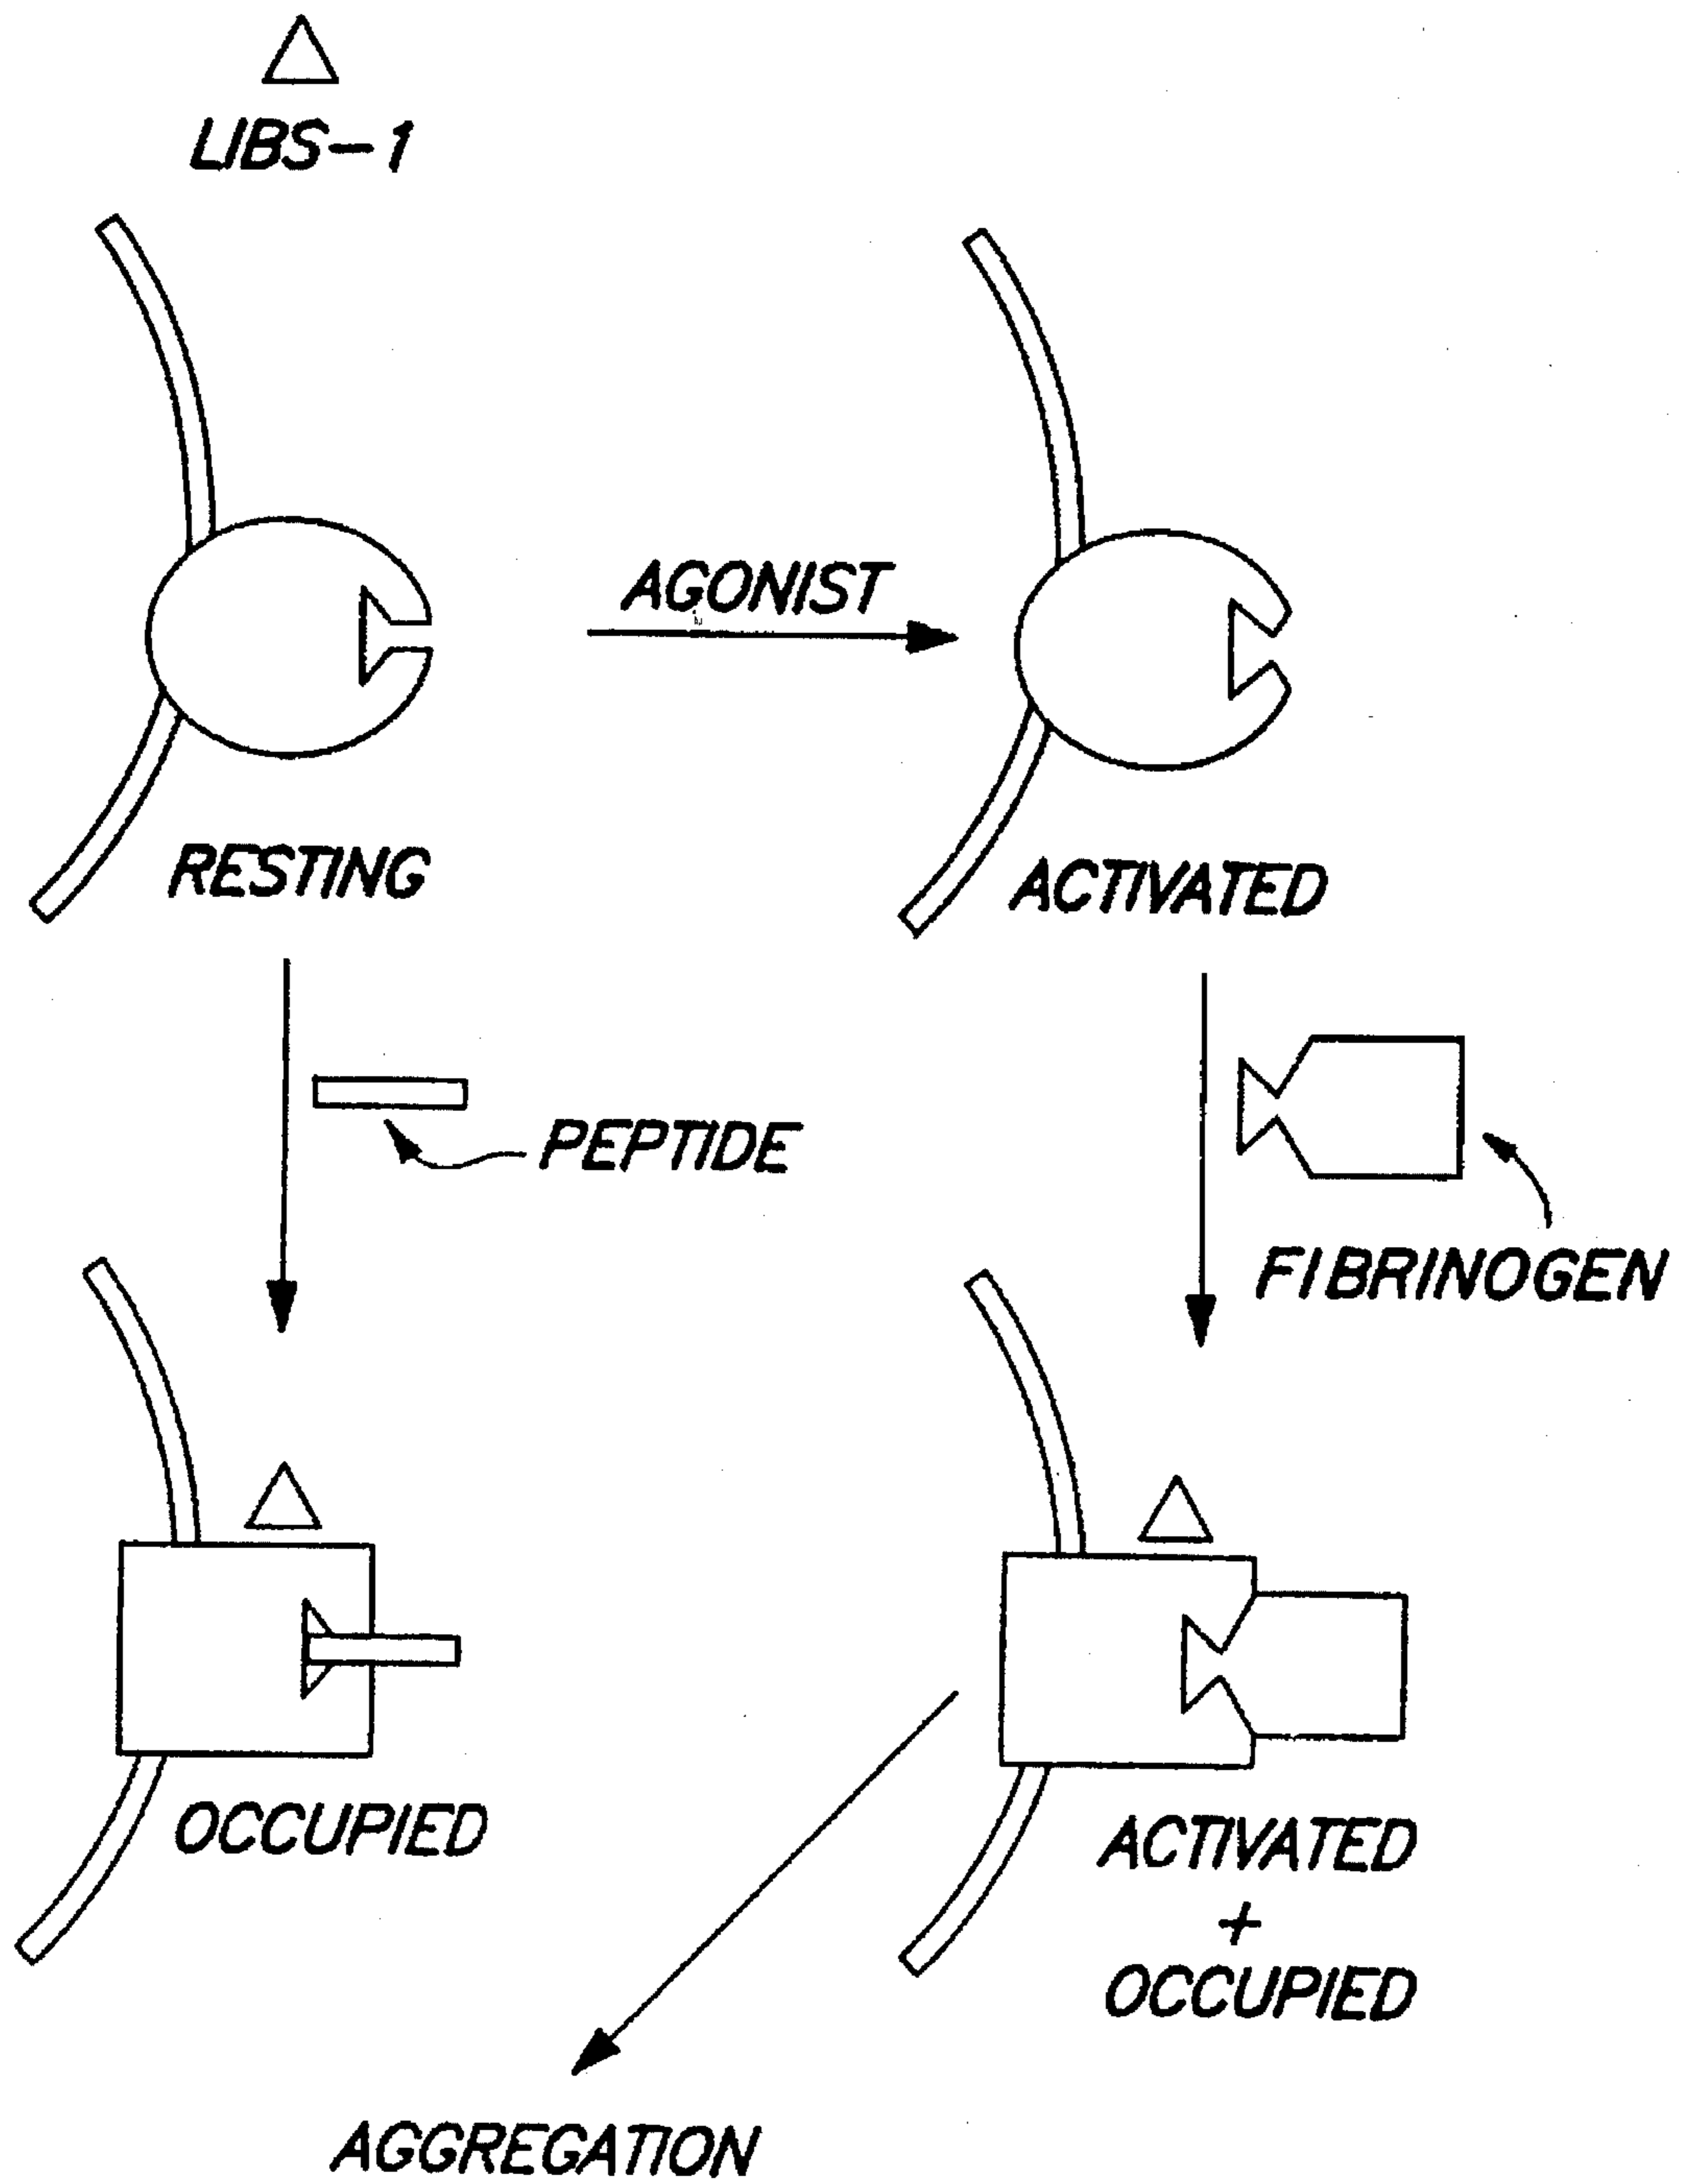 LIBS-1
AGONIST
RESTING
ACTIVATED
PEPTIDE
FIBRINOGEN
OCCUPIED
ACTIVATED
+
OCCUPIED
AGGREGATION